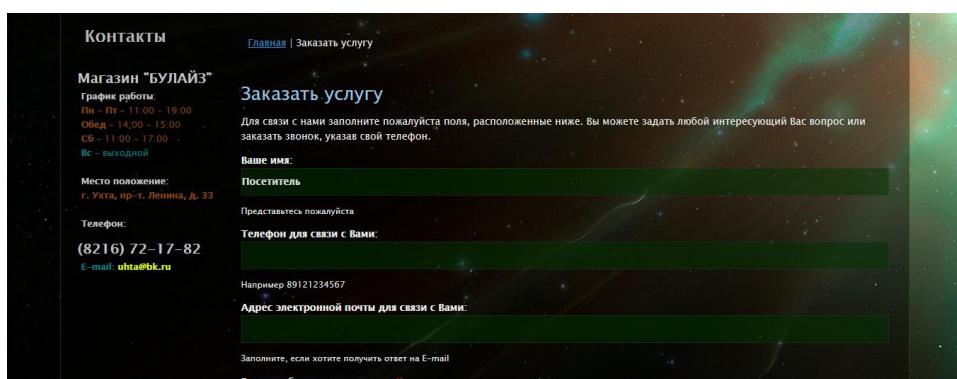 Контакты
Магазин "БУЛАЙЗ"
График работы:
Пн - Пт - 11:00 - 19:00
Обед - 14,00 - 15:00
Сб - 11:00 - 17:00
Вс - выходной
Место положение:
г. Ухта, пр-т. Ленина, д. 33
Телефон:
(8216) 72-17-82
E-mail: uhta@bk.ru
Главная | Заказать услугу
Заказать услугу
Для связи с нами заполните пожалуйста поля, расположенные ниже. Вы можете задать любой интересующий Вас вопрос или
заказать звонок, указав свой телефон.
Ваше имя:
Посетитель
Представьтесь пожалуйста
Телефон для связи с Вами:
Например 89121234567
Адрес электронной почты для связи с Вами:
Заполните, если хотите получить ответ на E-mail